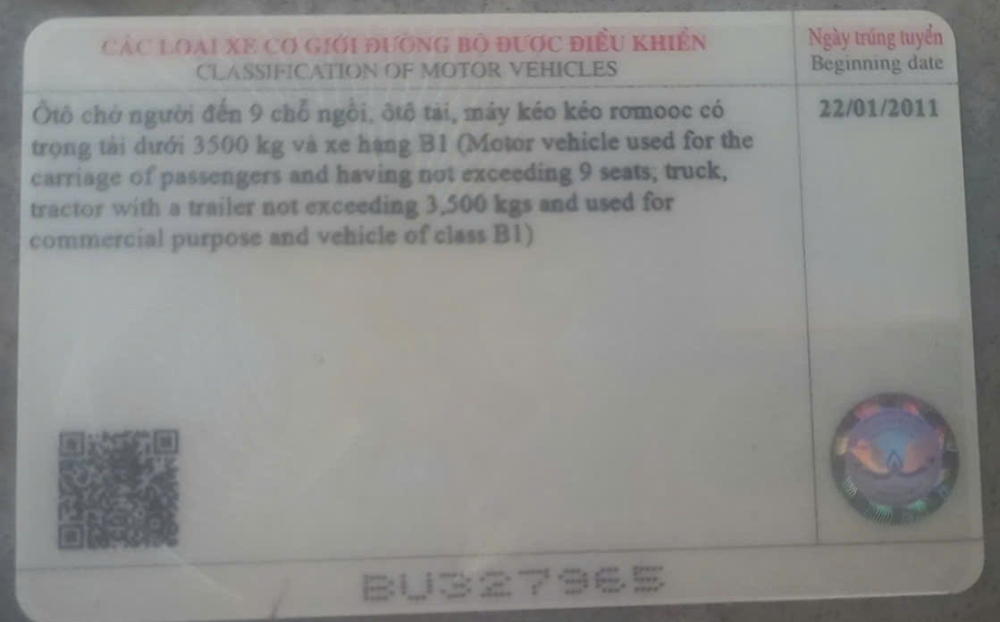 CÁC LOẠI XE CƠ GIỚI ĐƯỜNG BỘ ĐƯỢC ĐIỀU KHIỂN
CLASSIFICATION OF MOTOR VEHICLES
Ngày trúng tuyển
Beginning date
Ôtô chở người đến 9 chỗ ngồi; ôtô tải, máy kéo kéo rơmooc có
trọng tải dưới 3500 kg và xe hạng B1 (Motor vehicle used for the
carriage of passengers and having not exceeding 9 seats; truck,
tractor with a trailer not exceeding 3,500 kgs and used for
commercial purpose and vehicle of class B1)
22/01/2011
BU327965